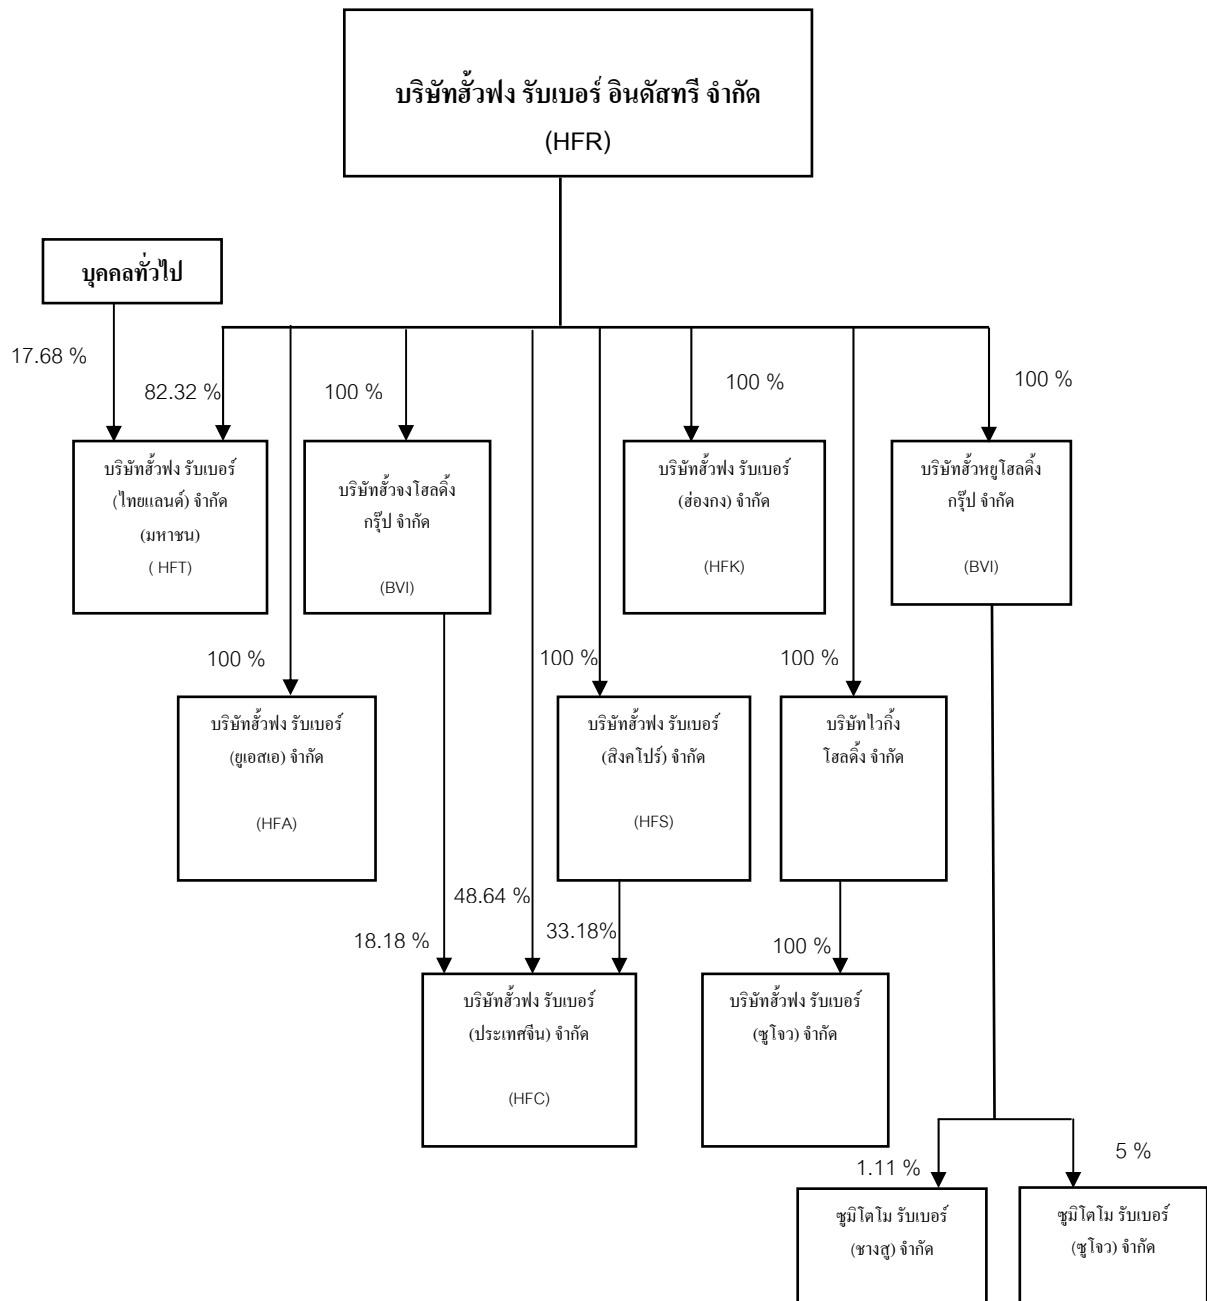 บริษัทฮั้วฟง รับเบอร์ อินดัสทรี จำกัด
(HFR)
บุคคลทั่วไป
17.68 %
82.32 %
100 %
100 %
100 %
บริษัทฮั้วฟง รับเบอร์
(ไทยแลนด์) จำกัด
(มหาชน)
( HFT)
บริษัทฮั้วจงโฮลดิ้ง
กรุ๊ป จำกัด
(BVI)
บริษัทฮั้วฟง รับเบอร์
(ฮ่องกง) จำกัด
(HFK)
บริษัทฮั้วหยูโฮลดิ้ง
กรุ๊ป จำกัด
(BVI)
100 %
100 %
100 %
บริษัทฮั้วฟง รับเบอร์
(ยูเอสเอ) จำกัด
(HFA)
บริษัทฮั้วฟง รับเบอร์
(สิงคโปร์) จำกัด
(HFS)
บริษัทไวกิ้ง
โฮลดิ้ง จำกัด
18.18 %
48.64 %
33.18%
100 %
บริษัทฮั้วฟง รับเบอร์
(ประเทศจีน) จำกัด
(HFC)
บริษัทฮั้วฟง รับเบอร์
(ซูโจว) จำกัด
1.11 %
5 %
ซูมิโตโม รับเบอร์
(ชางสู) จำกัด
ซูมิโตโม รับเบอร์
(ซูโจว) จำกัด